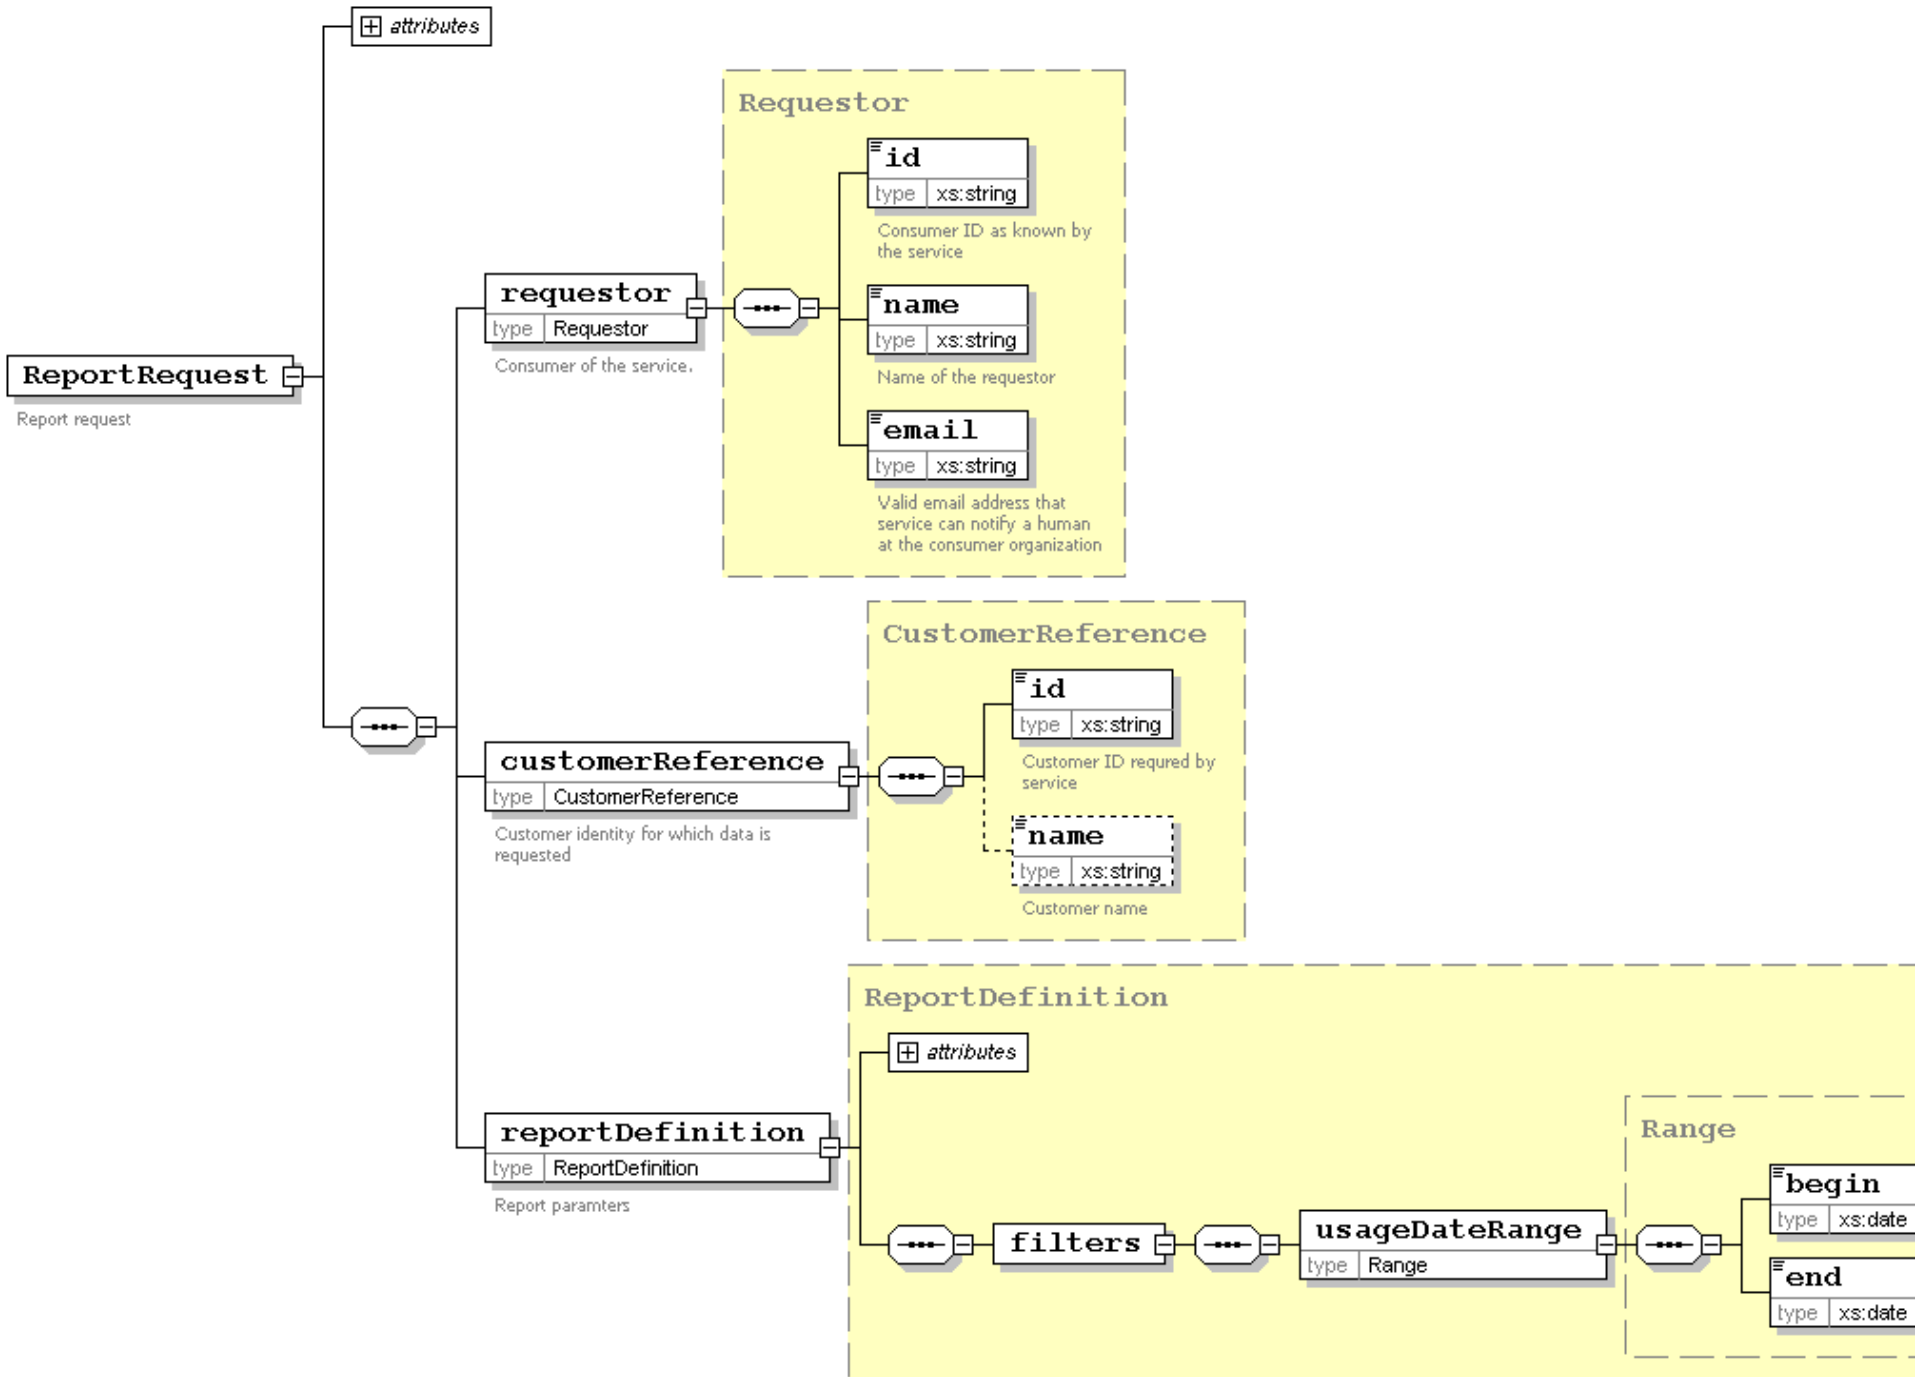 attributes
Requestor
id
type xs:string
Consumer ID as known by
the service
requestor
type Requestor
Consumer of the service.
name
type xs:string
Name of the requestor
ReportRequest
Report request
email
type xs:string
Valid email address that
service can notify a human
at the consumer organization
CustomerReference
id
type xs:string
Customer ID requred by
service
customerReference
type CustomerReference
Customer identity for which data is
requested
name
type xs:string
Customer name
ReportDefinition
attributes
reportDefinition
type ReportDefinition
Report paramters
Range
begin
type xs:date
filters
usageDateRange
type Range
end
type xs:date